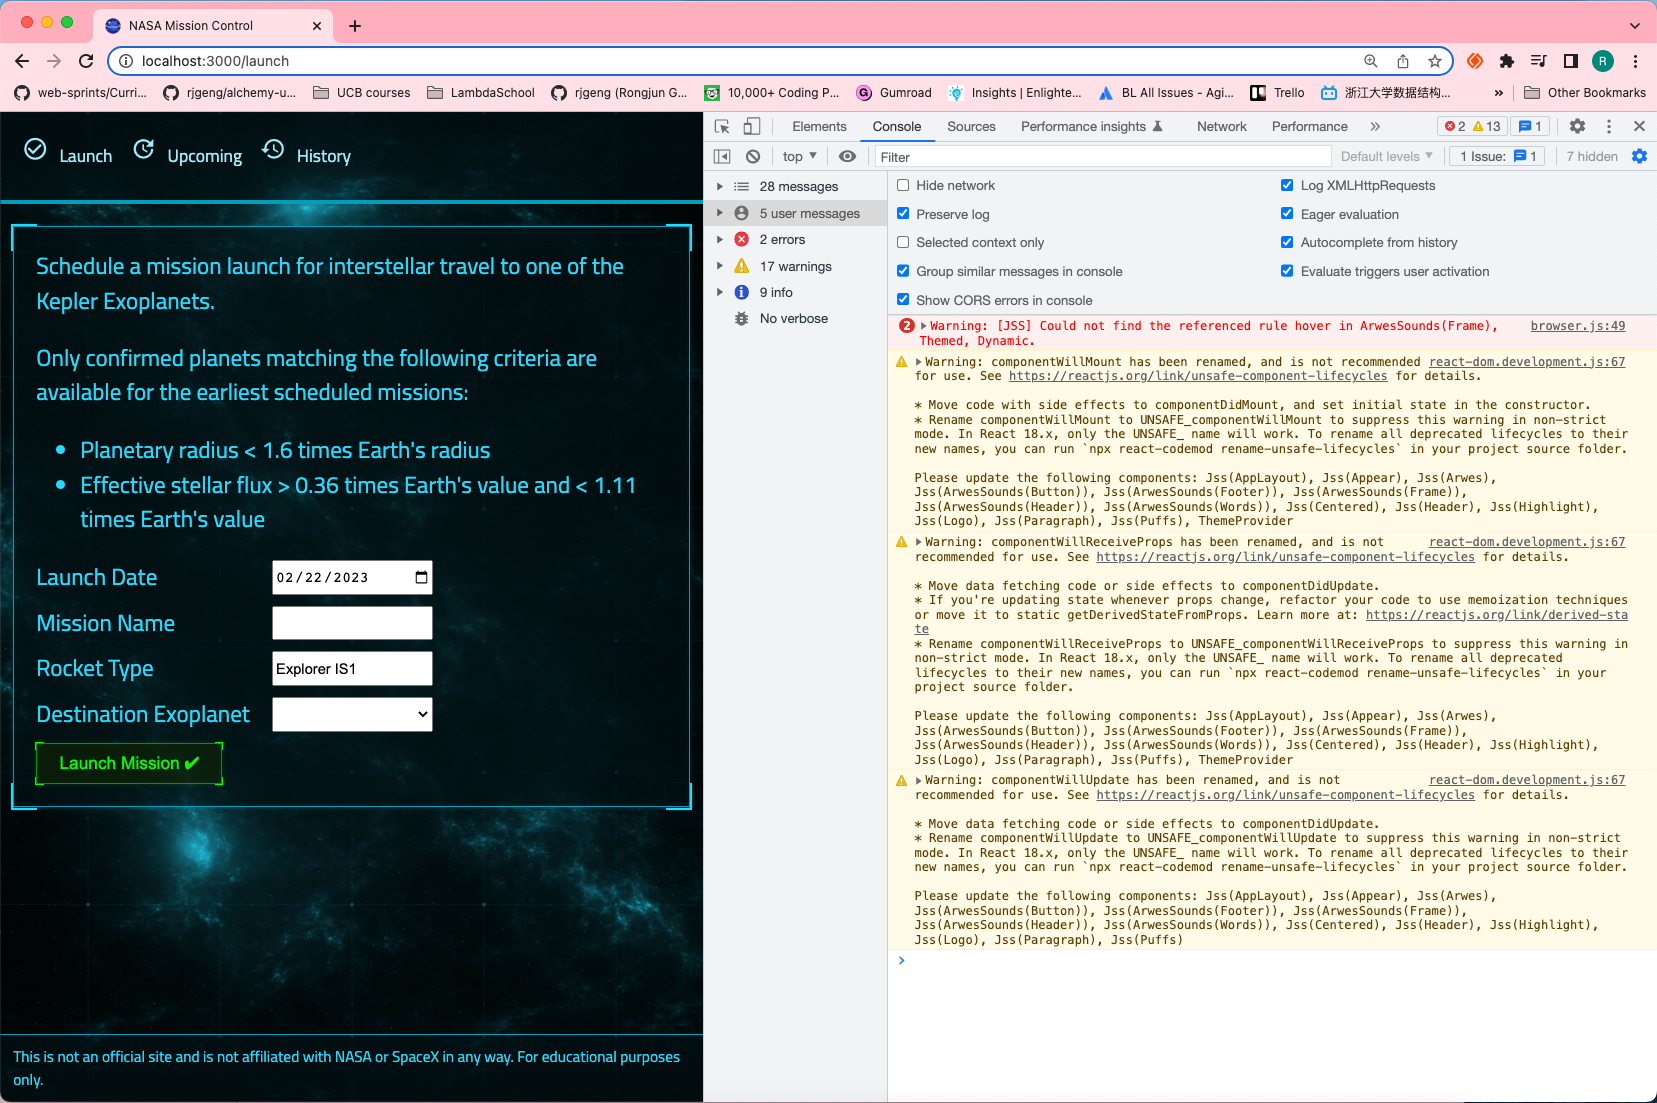 NASA Mission Control
localhost:3000/launch
R
web-sprints/Curri...
rjgeng/alchemy-u...
UCB courses
LambdaSchool
rjgeng (Rongjun G...
10,000+ Coding P...
Gumroad
Insights | Enlighte...
BL All Issues - Agi...
Trello
浙江大学数据结构...
»
Other Bookmarks
Launch
Upcoming
History
Schedule a mission launch for interstellar travel to one of the
Kepler Exoplanets.
Only confirmed planets matching the following criteria are
available for the earliest scheduled missions:
• Planetary radius < 1.6 times Earth's radius
• Effective stellar flux > 0.36 times Earth's value and < 1.11
times Earth's value
Launch Date
02/22/2023
Mission Name
Rocket Type
Explorer IS1
Destination Exoplanet
Launch Mission ✔
This is not an official site and is not affiliated with NASA or SpaceX in any way. For educational purposes
only.
Elements
Console
Sources
Performance insights
Network
Performance
»
2
13
1
top
Filter
Default levels
1 Issue:
1
7 hidden
28 messages
5 user messages
2 errors
17 warnings
9 info
No verbose
Hide network
Log XMLHttpRequests
Preserve log
Eager evaluation
Selected context only
Autocomplete from history
Group similar messages in console
Evaluate triggers user activation
Show CORS errors in console
2 Warning: [JSS] Could not find the referenced rule hover in ArwesSounds(Frame), browser.js:49
Themed, Dynamic.
Warning: componentWillMount has been renamed, and is not recommended react-dom.development.js:67
for use. See https://reactjs.org/link/unsafe-component-lifecycles for details.
* Move code with side effects to componentDidMount, and set initial state in the constructor.
* Rename componentWillMount to UNSAFE_componentWillMount to suppress this warning in non-strict
mode. In React 18.x, only the UNSAFE_ name will work. To rename all deprecated lifecycles to their
new names, you can run `npx react-codemod rename-unsafe-lifecycles` in your project source folder.
Please update the following components: Jss(AppLayout), Jss(Appear), Jss(Arwes),
Jss(ArwesSounds(Button)), Jss(ArwesSounds(Footer)), Jss(ArwesSounds(Frame)),
Jss(ArwesSounds(Header)), Jss(ArwesSounds(Words)), Jss(Centered), Jss(Header), Jss(Highlight),
Jss(Logo), Jss(Paragraph), Jss(Puffs), ThemeProvider
Warning: componentWillReceiveProps has been renamed, and is not react-dom.development.js:67
recommended for use. See https://reactjs.org/link/unsafe-component-lifecycles for details.
* Move data fetching code or side effects to componentDidUpdate.
* If you're updating state whenever props change, refactor your code to use memoization techniques
or move it to static getDerivedStateFromProps. Learn more at: https://reactjs.org/link/derived-sta
te
* Rename componentWillReceiveProps to UNSAFE_componentWillReceiveProps to suppress this warning in
non-strict mode. In React 18.x, only the UNSAFE_ name will work. To rename all deprecated
lifecycles to their new names, you can run `npx react-codemod rename-unsafe-lifecycles` in your
project source folder.
Please update the following components: Jss(AppLayout), Jss(Appear), Jss(Arwes),
Jss(ArwesSounds(Button)), Jss(ArwesSounds(Footer)), Jss(ArwesSounds(Frame)),
Jss(ArwesSounds(Header)), Jss(ArwesSounds(Words)), Jss(Centered), Jss(Header), Jss(Highlight),
Jss(Logo), Jss(Paragraph), Jss(Puffs), ThemeProvider
Warning: componentWillUpdate has been renamed, and is not react-dom.development.js:67
recommended for use. See https://reactjs.org/link/unsafe-component-lifecycles for details.
* Move data fetching code or side effects to componentDidUpdate.
* Rename componentWillUpdate to UNSAFE_componentWillUpdate to suppress this warning in non-strict
mode. In React 18.x, only the UNSAFE_ name will work. To rename all deprecated lifecycles to their
new names, you can run `npx react-codemod rename-unsafe-lifecycles` in your project source folder.
Please update the following components: Jss(AppLayout), Jss(Appear), Jss(Arwes),
Jss(ArwesSounds(Button)), Jss(ArwesSounds(Footer)), Jss(ArwesSounds(Frame)),
Jss(ArwesSounds(Header)), Jss(ArwesSounds(Words)), Jss(Centered), Jss(Header), Jss(Highlight),
Jss(Logo), Jss(Paragraph), Jss(Puffs)